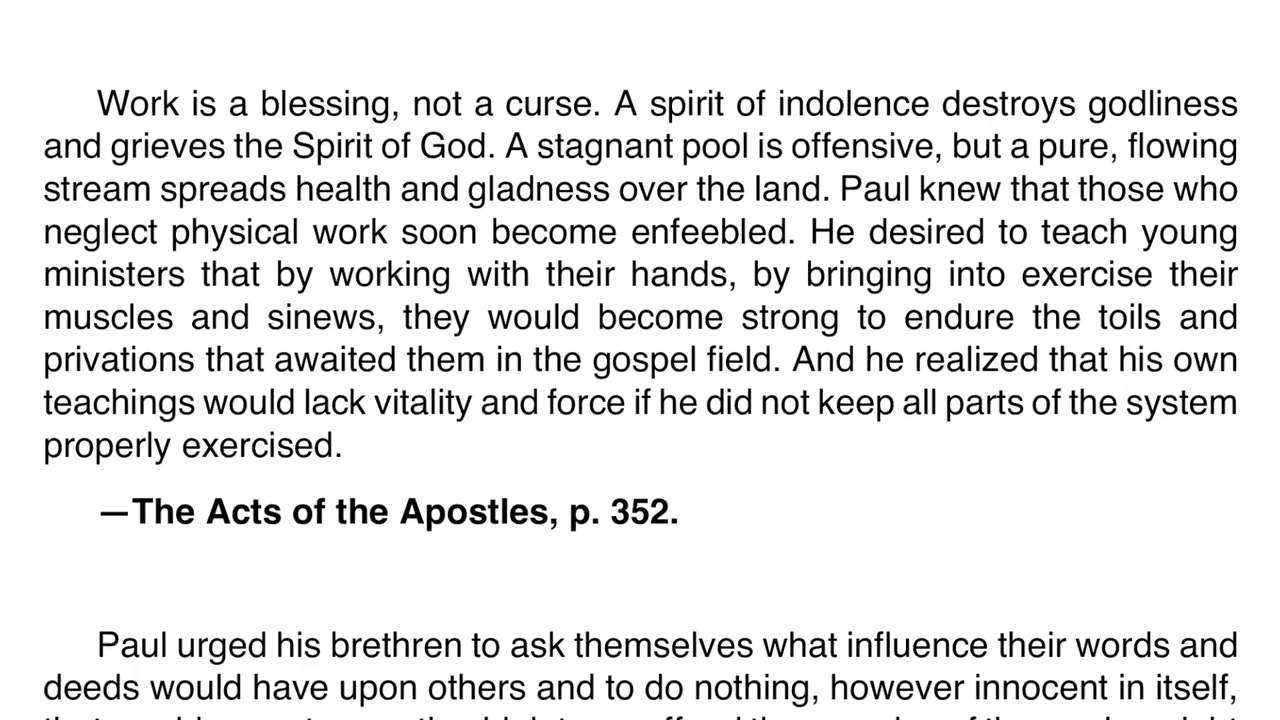 Work is a blessing, not a curse. A spirit of indolence destroys godliness
and grieves the Spirit of God. A stagnant pool is offensive, but a pure, flowing
stream spreads health and gladness over the land. Paul knew that those who
neglect physical work soon become enfeebled. He desired to teach young
ministers that by working with their hands, by bringing into exercise their
muscles and sinews, they would become strong to endure the toils and
privations that awaited them in the gospel field. And he realized that his own
teachings would lack vitality and force if he did not keep all parts of the system
properly exercised.
—The Acts of the Apostles, p. 352.
Paul urged his brethren to ask themselves what influence their words and
deeds would have upon others and to do nothing, however innocent in itself,